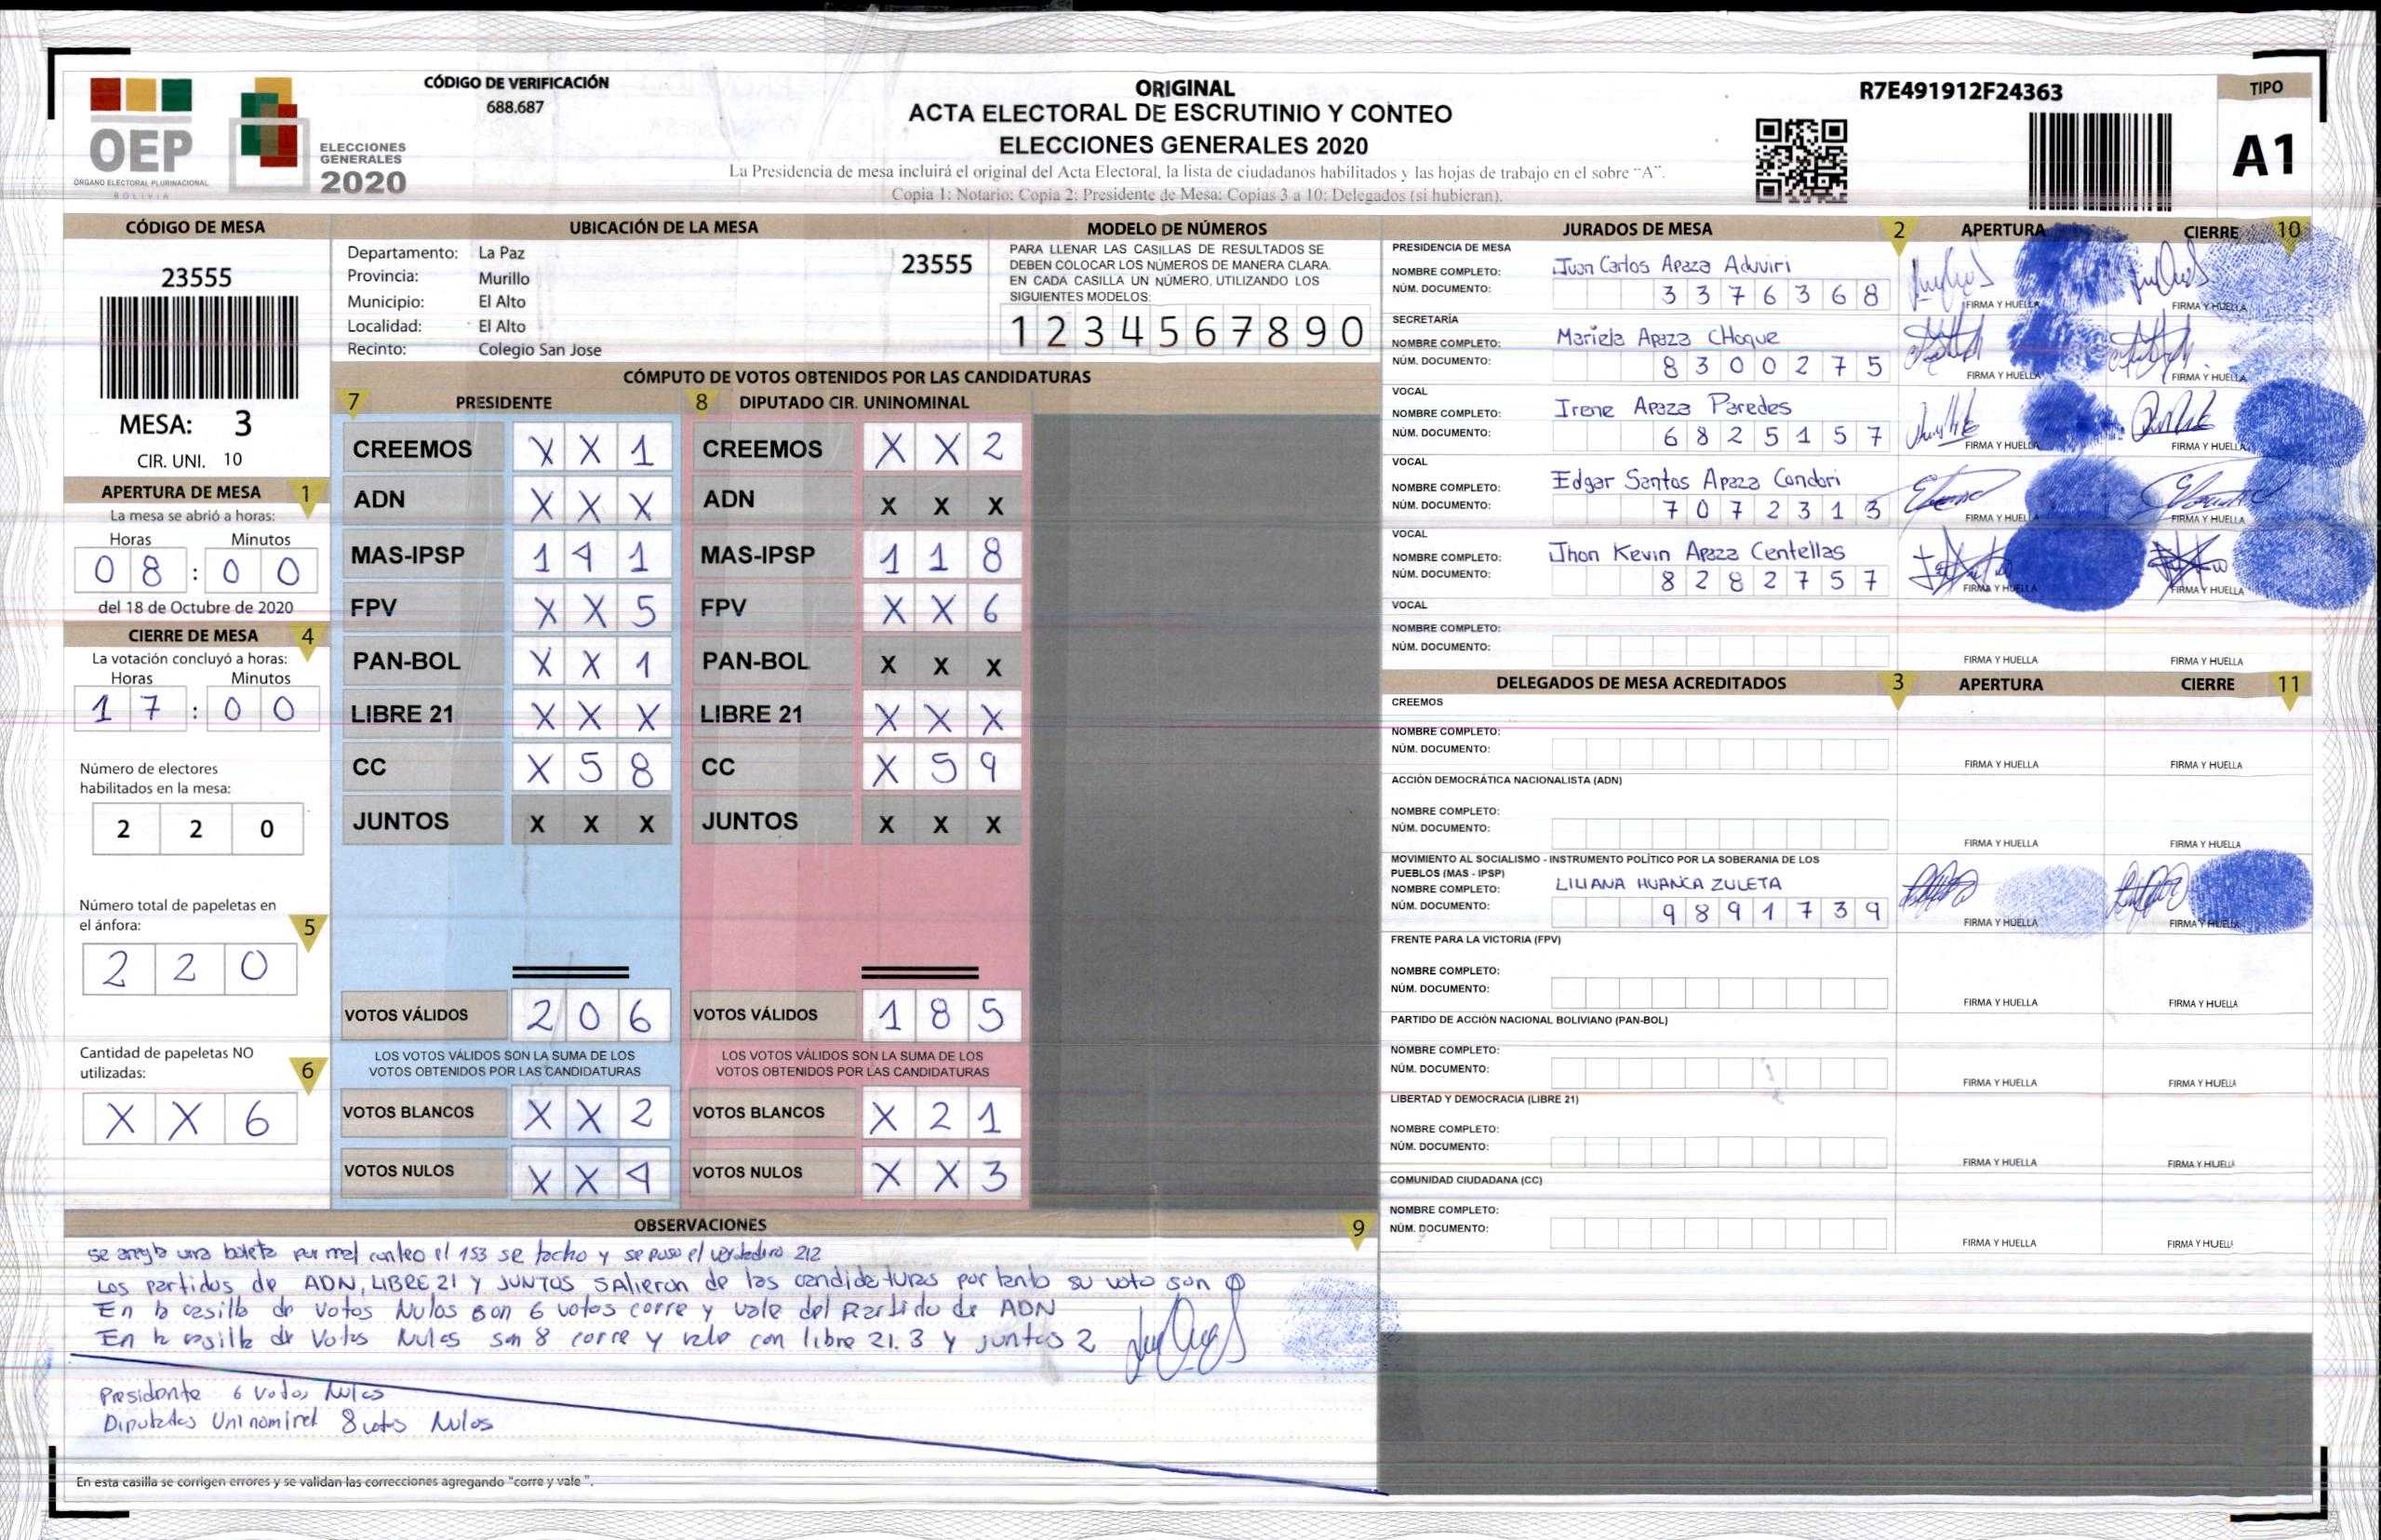 CÓDIGO DE VERIFICACIÓN
688.687
OEP
ÓRGANO ELECTORAL PLURINACIONAL
BOLIVIA
ELECCIONES
GENERALES
2020
ORIGINAL
ACTA ELECTORAL DE ESCRUTINIO Y CONTEO
ELECCIONES GENERALES 2020
La Presidencia de mesa incluirá el original del Acta Electoral, la lista de ciudadanos habilitados y las hojas de trabajo en el sobre "A".
Copia 1: Notario; Copia 2: Presidente de Mesa; Copias 3 a 10: Delegados (si hubieran).
R7E491912F24363
TIPO
A1
CÓDIGO DE MESA
23555
MESA: 3
CIR. UNI. 10
APERTURA DE MESA 1
La mesa se abrió a horas:
Horas Minutos
0 8 : 0 0
del 18 de Octubre de 2020
CIERRE DE MESA 4
La votación concluyó a horas:
Horas Minutos
1 7 : 0 0
Número de electores
habilitados en la mesa:
2 2 0
Número total de papeletas en
el ánfora: 5
2 2 0
Cantidad de papeletas NO
utilizadas: 6
X X 6
UBICACIÓN DE LA MESA
Departamento: La Paz
23555
Provincia: Murillo
Municipio: El Alto
Localidad: El Alto
Recinto: Colegio San Jose
MODELO DE NÚMEROS
PARA LLENAR LAS CASILLAS DE RESULTADOS SE
DEBEN COLOCAR LOS NÚMEROS DE MANERA CLARA.
EN CADA CASILLA UN NÚMERO, UTILIZANDO LOS
SIGUIENTES MODELOS:
1 2 3 4 5 6 7 8 9 0
CÓMPUTO DE VOTOS OBTENIDOS POR LAS CANDIDATURAS
7 PRESIDENTE 8 DIPUTADO CIR. UNINOMINAL
CREEMOS X X 1 CREEMOS X X 2
ADN X X X ADN X X X
MAS-IPSP 1 4 1 MAS-IPSP 1 1 8
FPV X X 5 FPV X X 6
PAN-BOL X X 1 PAN-BOL X X X
LIBRE 21 X X X LIBRE 21 X X X
CC X 5 8 CC X 5 9
JUNTOS X X X JUNTOS X X X
VOTOS VÁLIDOS 2 0 6 VOTOS VÁLIDOS 1 8 5
LOS VOTOS VÁLIDOS SON LA SUMA DE LOS LOS VOTOS VÁLIDOS SON LA SUMA DE LOS
VOTOS OBTENIDOS POR LAS CANDIDATURAS VOTOS OBTENIDOS POR LAS CANDIDATURAS
VOTOS BLANCOS X X 2 VOTOS BLANCOS X 2 1
VOTOS NULOS X X 4 VOTOS NULOS X X 3
JURADOS DE MESA 2 APERTURA CIERRE 10
PRESIDENCIA DE MESA
NOMBRE COMPLETO: Juan Carlos Apaza Aduviri
NÚM. DOCUMENTO: 3 3 7 6 3 6 8
FIRMA Y HUELLA FIRMA Y HUELLA
SECRETARÍA
NOMBRE COMPLETO: Mariela Apaza CHoque
NÚM. DOCUMENTO: 8 3 0 0 2 7 5
FIRMA Y HUELLA FIRMA Y HUELLA
VOCAL
NOMBRE COMPLETO: Irene Apaza Paredes
NÚM. DOCUMENTO: 6 8 2 5 1 5 7
FIRMA Y HUELLA FIRMA Y HUELLA
VOCAL
NOMBRE COMPLETO: Edgar Santos Apaza Condori
NÚM. DOCUMENTO: 7 0 7 2 3 1 3
FIRMA Y HUELLA FIRMA Y HUELLA
VOCAL
NOMBRE COMPLETO: Jhon Kevin Apaza Centellas
NÚM. DOCUMENTO: 8 2 8 2 7 5 7
FIRMA Y HUELLA FIRMA Y HUELLA
VOCAL
NOMBRE COMPLETO:
NÚM. DOCUMENTO:
FIRMA Y HUELLA FIRMA Y HUELLA
DELEGADOS DE MESA ACREDITADOS 3 APERTURA CIERRE 11
CREEMOS
NOMBRE COMPLETO:
NÚM. DOCUMENTO:
FIRMA Y HUELLA FIRMA Y HUELLA
ACCIÓN DEMOCRÁTICA NACIONALISTA (ADN)
NOMBRE COMPLETO:
NÚM. DOCUMENTO:
FIRMA Y HUELLA FIRMA Y HUELLA
MOVIMIENTO AL SOCIALISMO - INSTRUMENTO POLÍTICO POR LA SOBERANIA DE LOS
PUEBLOS (MAS - IPSP)
NOMBRE COMPLETO: LILIANA HUANCA ZULETA
NÚM. DOCUMENTO: 9 8 9 1 7 3 9
FIRMA Y HUELLA FIRMA Y HUELLA
FRENTE PARA LA VICTORIA (FPV)
NOMBRE COMPLETO:
NÚM. DOCUMENTO:
FIRMA Y HUELLA FIRMA Y HUELLA
PARTIDO DE ACCIÓN NACIONAL BOLIVIANO (PAN-BOL)
NOMBRE COMPLETO:
NÚM. DOCUMENTO:
FIRMA Y HUELLA FIRMA Y HUELLA
LIBERTAD Y DEMOCRACIA (LIBRE 21)
NOMBRE COMPLETO:
NÚM. DOCUMENTO:
FIRMA Y HUELLA FIRMA Y HUELLA
COMUNIDAD CIUDADANA (CC)
NOMBRE COMPLETO:
NÚM. DOCUMENTO:
FIRMA Y HUELLA FIRMA Y HUELLA
OBSERVACIONES 9
se una boleta por mal conteo el 153 se tacho y se puso el verdadero 212
Los partidos de ADN, LIBRE 21 Y JUNTOS SALieron de las candidaturas por tanto su voto son 0
En la casilla de Votos Nulos son 6 votos corre y vale del Partido de ADN
En la casilla de Votos Nulos son 8 corre y vale con libre 21. 3 y juntos 2
Presidente 6 Votos Nulos
Diputados Uninominal 8 votos Nulos
En esta casilla se corrigen errores y se validan las correcciones agregando "corre y vale".